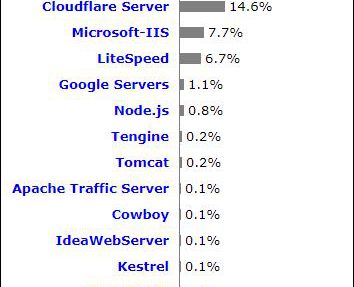 Cloudflare Server 14.6%
Microsoft-IIS 7.7%
LiteSpeed 6.7%
Google Servers 1.1%
Node.js 0.8%
Tengine 0.2%
Tomcat 0.2%
Apache Traffic Server 0.1%
Cowboy 0.1%
IdeaWebServer 0.1%
Kestrel 0.1%